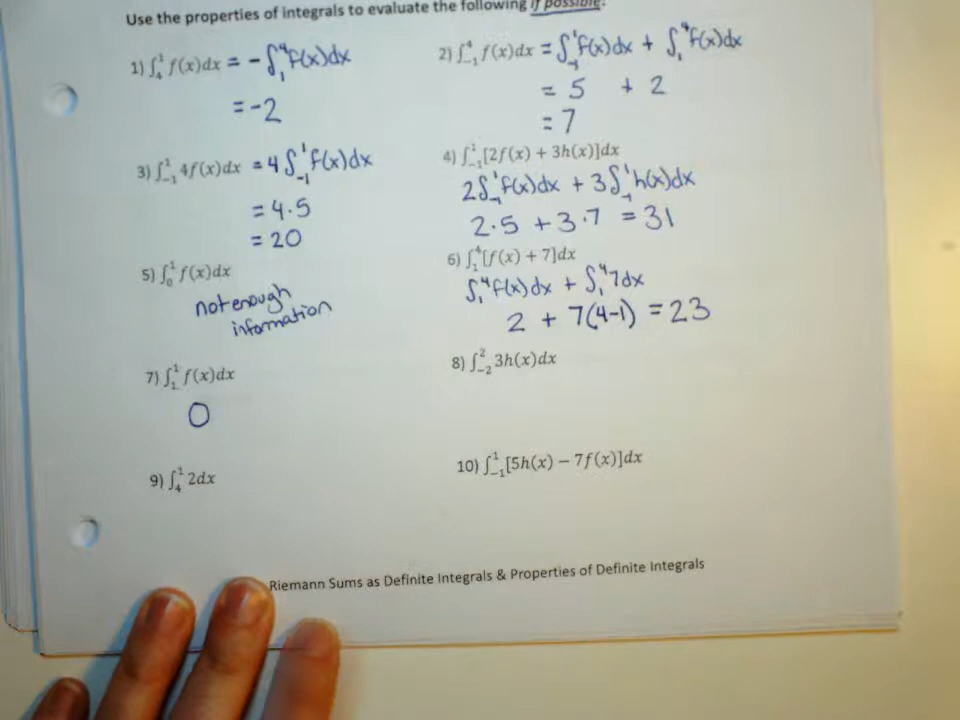 Use the properties of integrals to evaluate the following if possible:
1) ∫₄¹ f(x)dx = -∫₁⁴ f(x)dx
= -2
2) ∫₋₁⁴ f(x)dx = ∫₋₁¹ f(x)dx + ∫₁⁴ f(x)dx
= 5 + 2
= 7
3) ∫₋₁¹ 4f(x)dx = 4∫₋₁¹ f(x)dx
= 4·5
= 20
4) ∫₋₁¹ [2f(x) + 3h(x)]dx
2∫₋₁¹ f(x)dx + 3∫₋₁¹ h(x)dx
2·5 + 3·7 = 31
5) ∫₀¹ f(x)dx
not enough
information
6) ∫₁⁴ [f(x) + 7]dx
∫₁⁴ f(x)dx + ∫₁⁴ 7dx
2 + 7(4-1) = 23
7) ∫₁¹ f(x)dx
0
8) ∫₋₂² 3h(x)dx
9) ∫₄¹ 2dx
10) ∫₋₁¹ [5h(x) – 7f(x)]dx
Riemann Sums as Definite Integrals & Properties of Definite Integrals